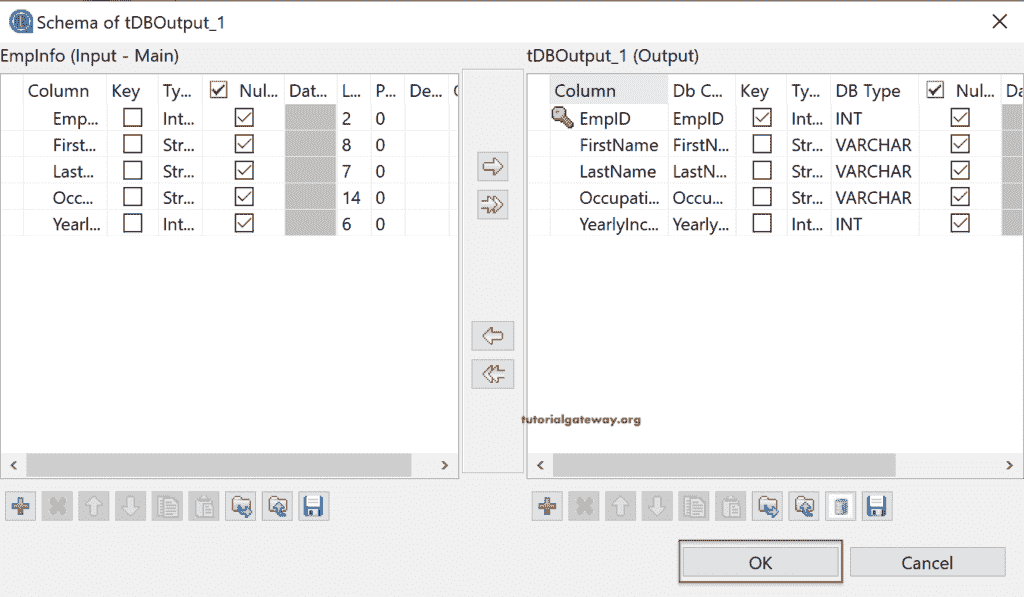 Schema of tDBOutput_1
EmpInfo (Input - Main)
Column Key Ty... Nul... Dat... L... P... De...
Emp... Int... 2 0
First... Str... 8 0
Last... Str... 7 0
Occ... Str... 14 0
Yearl... Int... 6 0
tDBOutput_1 (Output)
Column Db C... Key Ty... DB Type Nul... Da
EmpID EmpID Int... INT
FirstName FirstN... Str... VARCHAR
LastName LastN... Str... VARCHAR
Occupati... Occu... Str... VARCHAR
YearlyInc... Yearly... Int... INT
tutorialgateway.org
OK Cancel